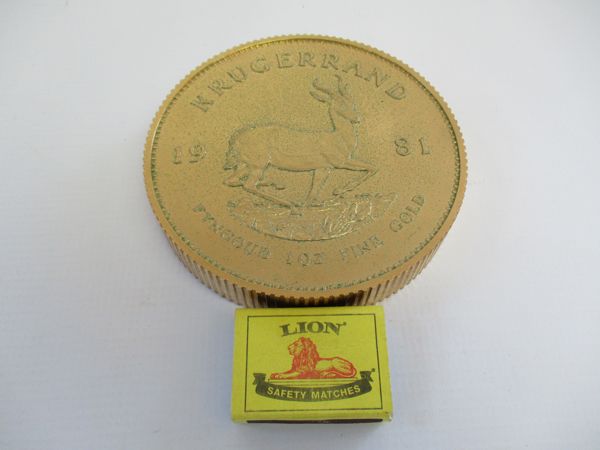 KRUGERRAND
19 81
FYNGOUD 1OZ FINE GOLD
LION
SAFETY MATCHES